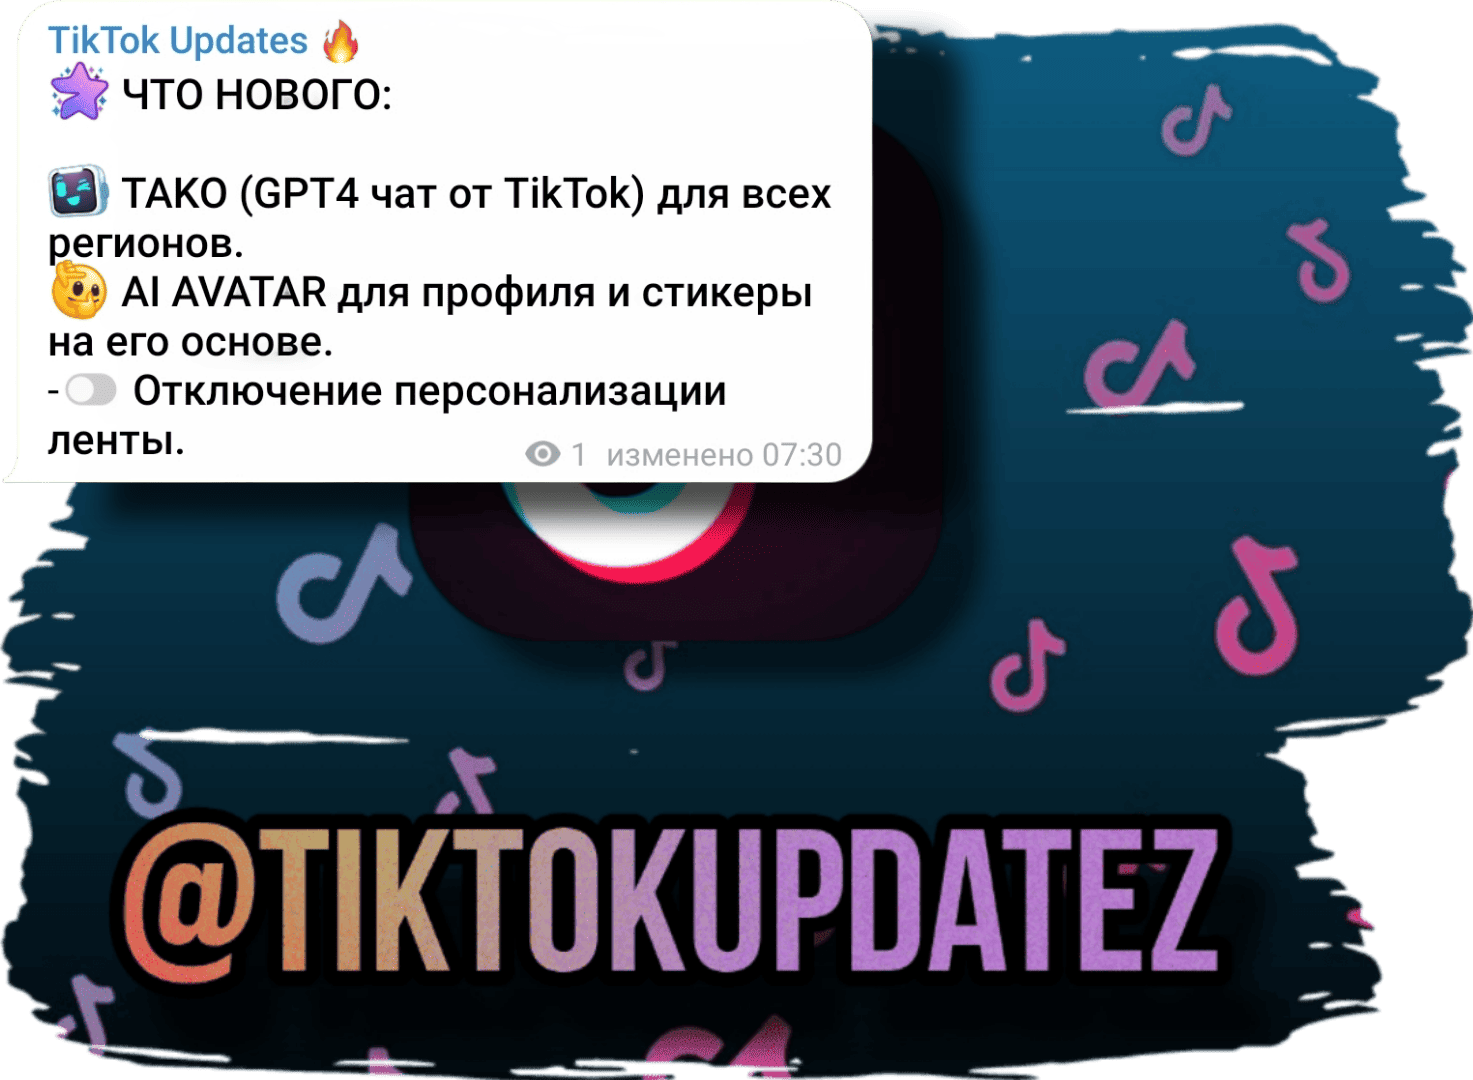 TikTok Updates 🔥
ЧТО НОВОГО:
TAKO (GPT4 чат от TikTok) для всех
регионов.
AI AVATAR для профиля и стикеры
на его основе.
- Отключение персонализации
ленты.
1 изменено 07:30
@TIKTOKUPDATEZ